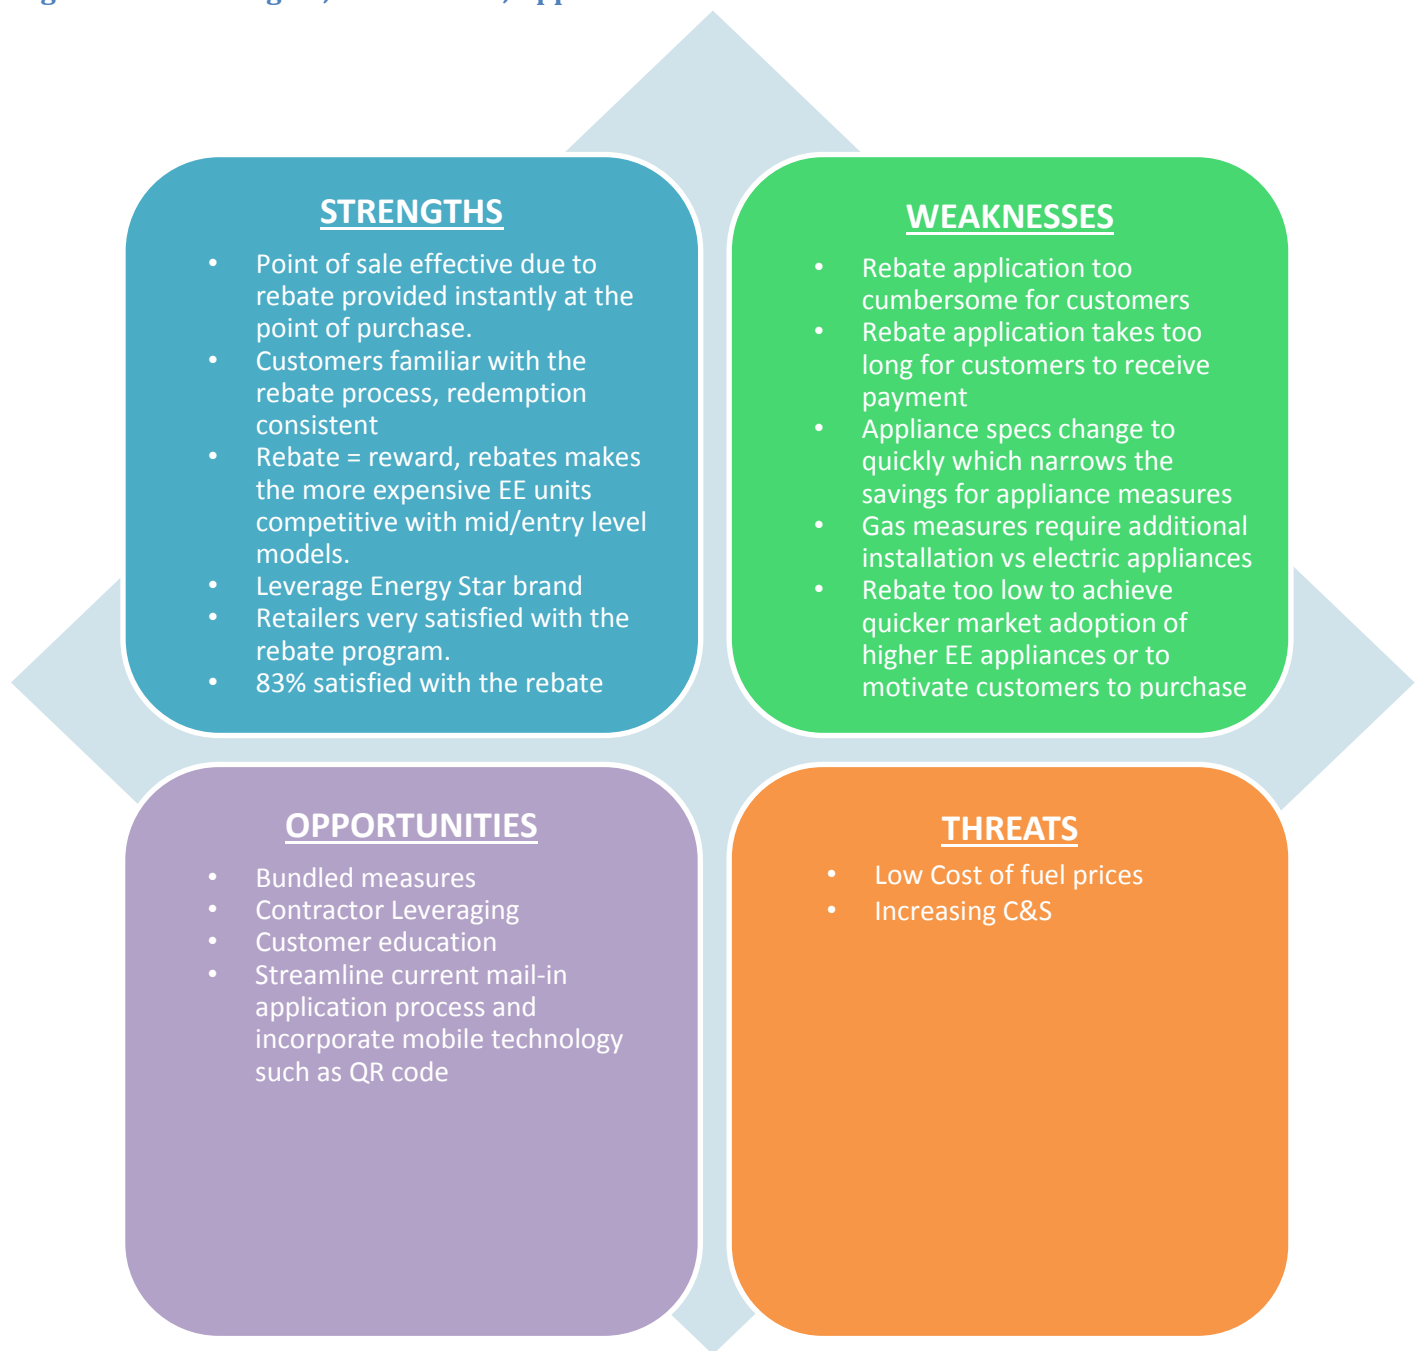 STRENGTHS
• Point of sale effective due to
rebate provided instantly at the
point of purchase.
• Customers familiar with the
rebate process, redemption
consistent
• Rebate = reward, rebates makes
the more expensive EE units
competitive with mid/entry level
models.
• Leverage Energy Star brand
• Retailers very satisfied with the
rebate program.
• 83% satisfied with the rebate
WEAKNESSES
• Rebate application too
cumbersome for customers
• Rebate application takes too
long for customers to receive
payment
• Appliance specs change to
quickly which narrows the
savings for appliance measures
• Gas measures require additional
installation vs electric appliances
• Rebate too low to achieve
quicker market adoption of
higher EE appliances or to
motivate customers to purchase
OPPORTUNITIES
• Bundled measures
• Contractor Leveraging
• Customer education
• Streamline current mail-in
application process and
incorporate mobile technology
such as QR code
THREATS
• Low Cost of fuel prices
• Increasing C&S